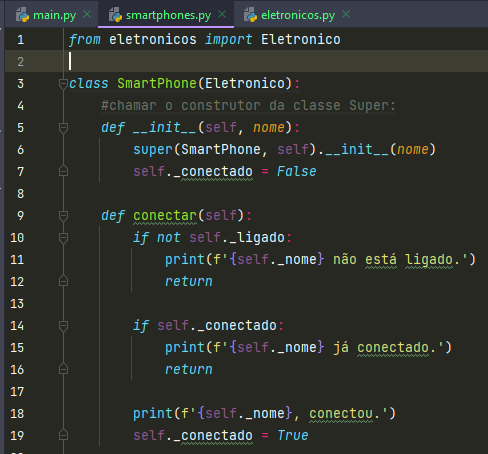 main.py smartphones.py eletronicos.py
1 from eletronicos import Eletronico
2
3 class SmartPhone(Eletronico):
4 #chamar o construtor da classe Super:
5 def __init__(self, nome):
6 super(SmartPhone, self).__init__(nome)
7 self._conectado = False
8
9 def conectar(self):
10 if not self._ligado:
11 print(f'{self._nome} não está ligado.')
12 return
13
14 if self._conectado:
15 print(f'{self._nome} já conectado.')
16 return
17
18 print(f'{self._nome}, conectou.')
19 self._conectado = True